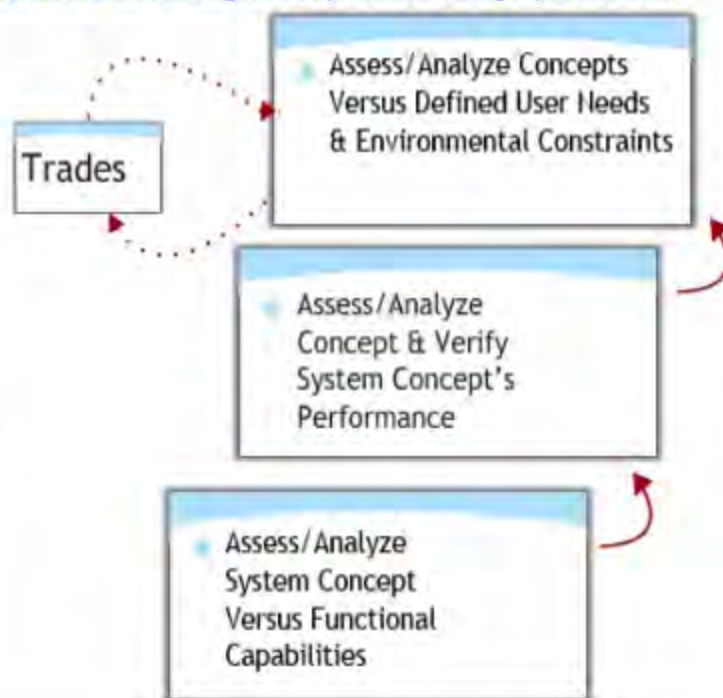 Assess/Analyze Concepts
Versus Defined User Needs
& Environmental Constraints
Trades
Assess/Analyze
Concept & Verify
System Concept's
Performance
Assess/Analyze
System Concept
Versus Functional
Capabilities